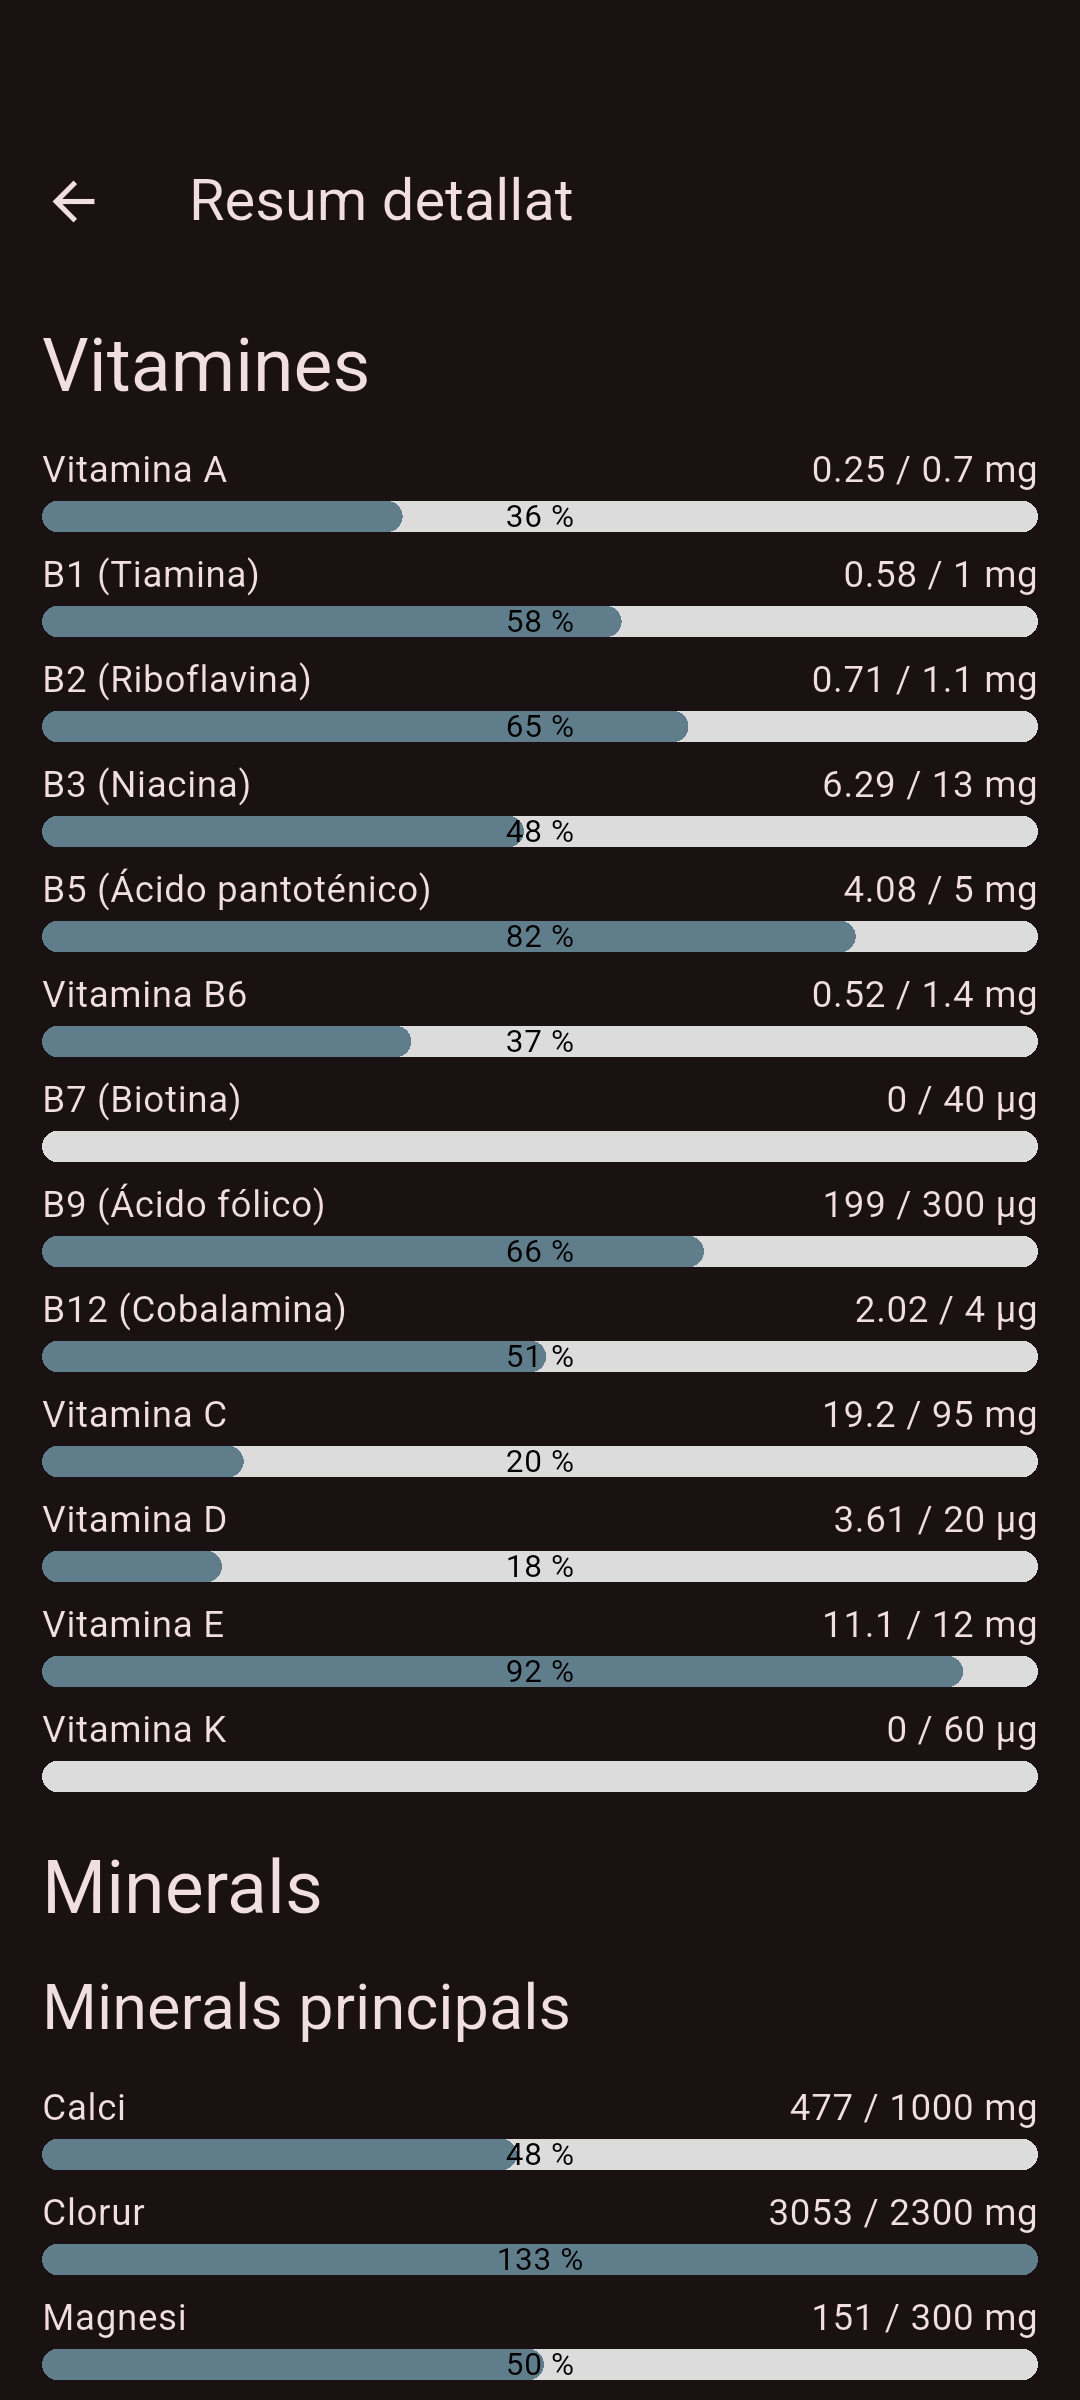 Resum detallat
Vitamines
Vitamina A 0.25 / 0.7 mg
36 %
B1 (Tiamina) 0.58 / 1 mg
58 %
B2 (Riboflavina) 0.71 / 1.1 mg
65 %
B3 (Niacina) 6.29 / 13 mg
48 %
B5 (Ácido pantoténico) 4.08 / 5 mg
82 %
Vitamina B6 0.52 / 1.4 mg
37 %
B7 (Biotina) 0 / 40 µg
B9 (Ácido fólico) 199 / 300 µg
66 %
B12 (Cobalamina) 2.02 / 4 µg
51 %
Vitamina C 19.2 / 95 mg
20 %
Vitamina D 3.61 / 20 µg
18 %
Vitamina E 11.1 / 12 mg
92 %
Vitamina K 0 / 60 µg
Minerals
Minerals principals
Calci 477 / 1000 mg
48 %
Clorur 3053 / 2300 mg
133 %
Magnesi 151 / 300 mg
50 %